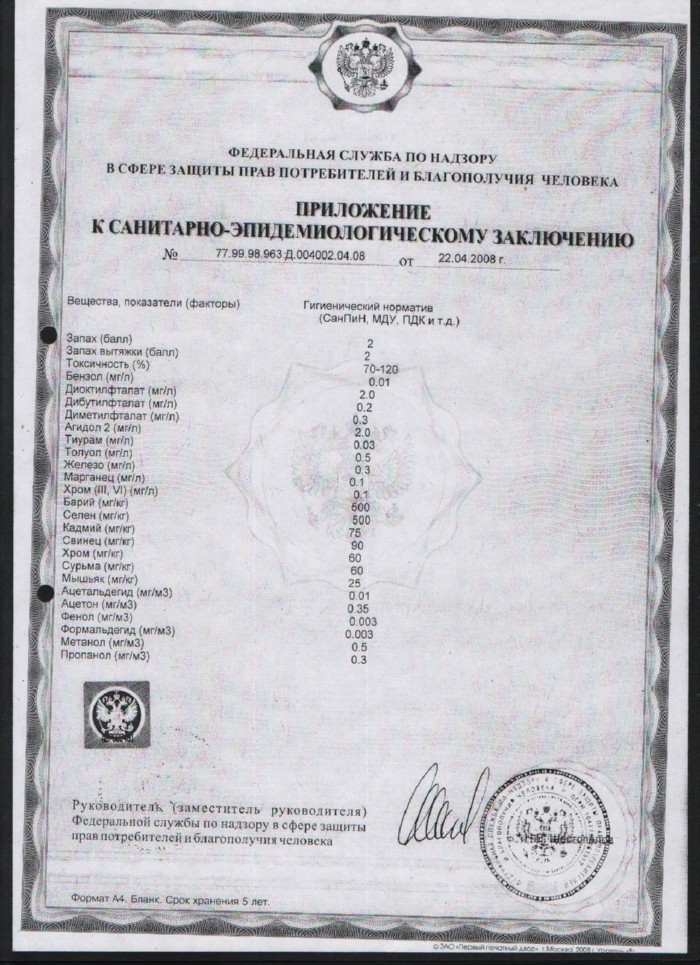 ФЕДЕРАЛЬНАЯ СЛУЖБА ПО НАДЗОРУ
В СФЕРЕ ЗАЩИТЫ ПРАВ ПОТРЕБИТЕЛЕЙ И БЛАГОПОЛУЧИЯ ЧЕЛОВЕКА
ПРИЛОЖЕНИЕ
К САНИТАРНО-ЭПИДЕМИОЛОГИЧЕСКОМУ ЗАКЛЮЧЕНИЮ
№ 77.99.98.963.Д.004002.04.08 от 22.04.2008 г.
Вещества, показатели (факторы) Гигиенический норматив
(СанПиН, МДУ, ПДК и т.д.)
Запах (балл) 2
Запах вытяжки (балл) 2
Токсичность (%) 70-120
Бензол (мг/л) 0.01
Диоктилфталат (мг/л) 2.0
Дибутилфталат (мг/л) 0.2
Диметилфталат (мг/л) 0.3
Агидол 2 (мг/л) 2.0
Тиурам (мг/л) 0.03
Толуол (мг/л) 0.5
Железо (мг/л) 0.3
Марганец (мг/л) 0.1
Хром (III, VI) (мг/л) 0.1
Барий (мг/кг) 500
Селен (мг/кг) 500
Кадмий (мг/кг) 75
Свинец (мг/кг) 90
Хром (мг/кг) 60
Сурьма (мг/кг) 60
Мышьяк (мг/кг) 25
Ацетальдегид (мг/м3) 0.01
Ацетон (мг/м3) 0.35
Фенол (мг/м3) 0.003
Формальдегид (мг/м3) 0.003
Метанол (мг/м3) 0.5
Пропанол (мг/м3) 0.3
Руководитель (заместитель руководителя)
Федеральной службы по надзору в сфере защиты
прав потребителей и благополучия человека
Формат А4. Бланк. Срок хранения 5 лет.
© ЗАО «Первый печатный двор», г. Москва, 2008 г.